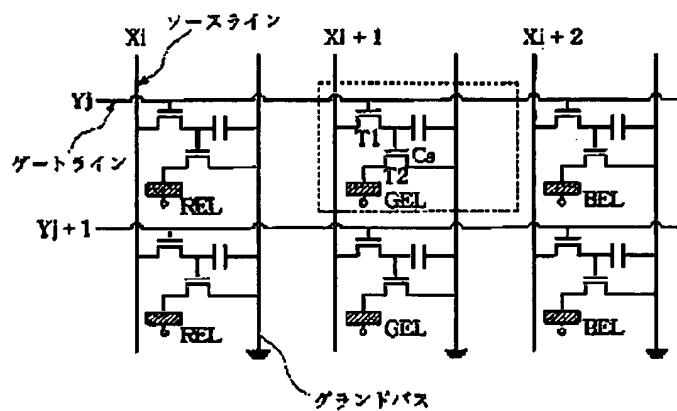 ソースライン
Xi
Xi+1
Xi+2
Yj
ゲートライン
T1
Cs
T2
REL
GEL
BEL
Yj+1
REL
GEL
BEL
グランドバス